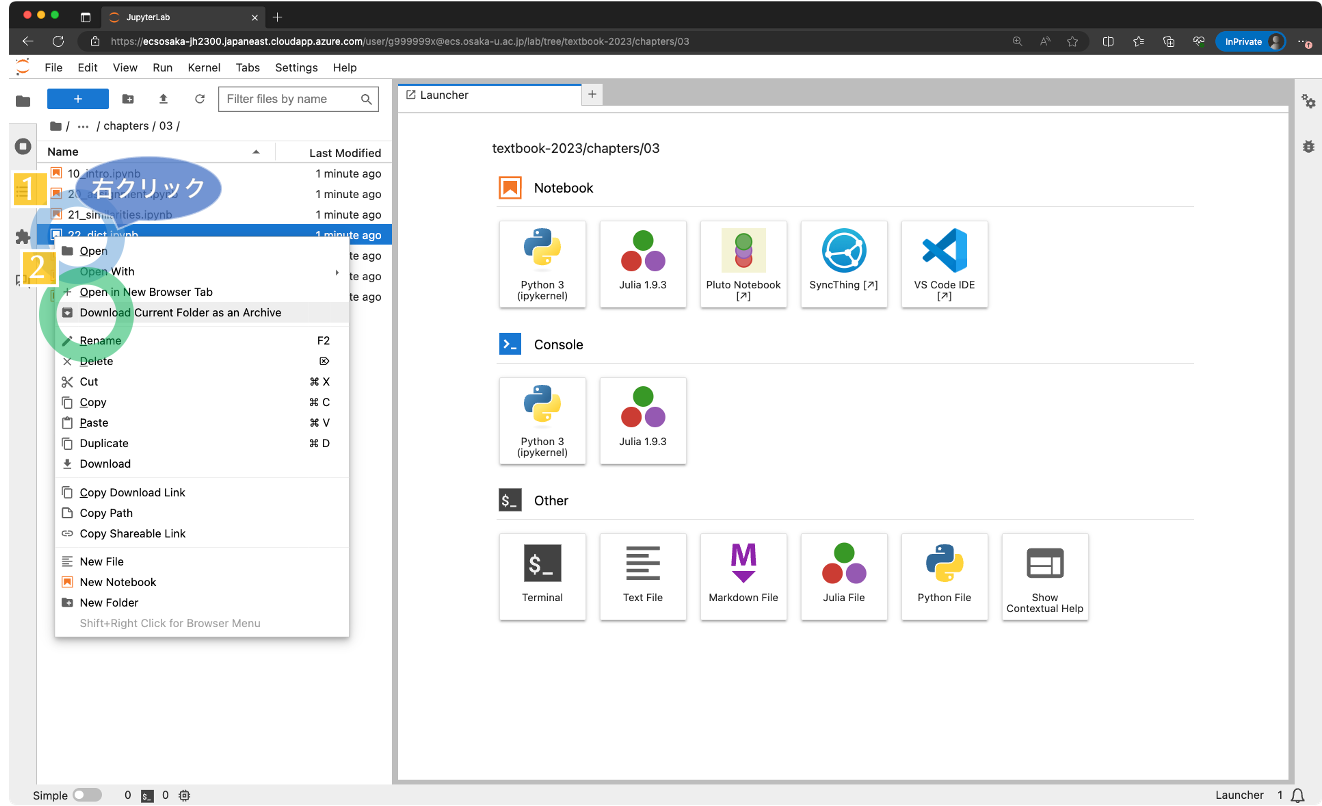 JupyterLab
https://ecsosaka-jh2300.japaneast.cloudapp.azure.com/user/g999999x@ecs.osaka-u.ac.jp/lab/tree/textbook-2023/chapters/03
InPrivate
File Edit View Run Kernel Tabs Settings Help
Filter files by name
/ ··· / chapters / 03 /
Name Last Modified
10_intro.ipynb 1 minute ago
1 右クリック
1 minute ago
21_similarities.ipynb 1 minute ago
22_dict.ipynb 1 minute ago
2
Open
te ago
Open With
te ago
Open in New Browser Tab
te ago
Download Current Folder as an Archive
Rename F2
Delete
Cut ⌘ X
Copy ⌘ C
Paste ⌘ V
Duplicate ⌘ D
Download
Copy Download Link
Copy Path
Copy Shareable Link
New File
New Notebook
New Folder
Shift+Right Click for Browser Menu
Launcher
textbook-2023/chapters/03
Notebook
Python 3
(ipykernel)
Julia 1.9.3
Pluto Notebook
[↗]
SyncThing [↗]
VS Code IDE
[↗]
Console
Python 3
(ipykernel)
Julia 1.9.3
$_ Other
$_
Terminal
Text File
M
Markdown File
Julia File
Python File
Show
Contextual Help
Simple 0 $_ 0
Launcher 1